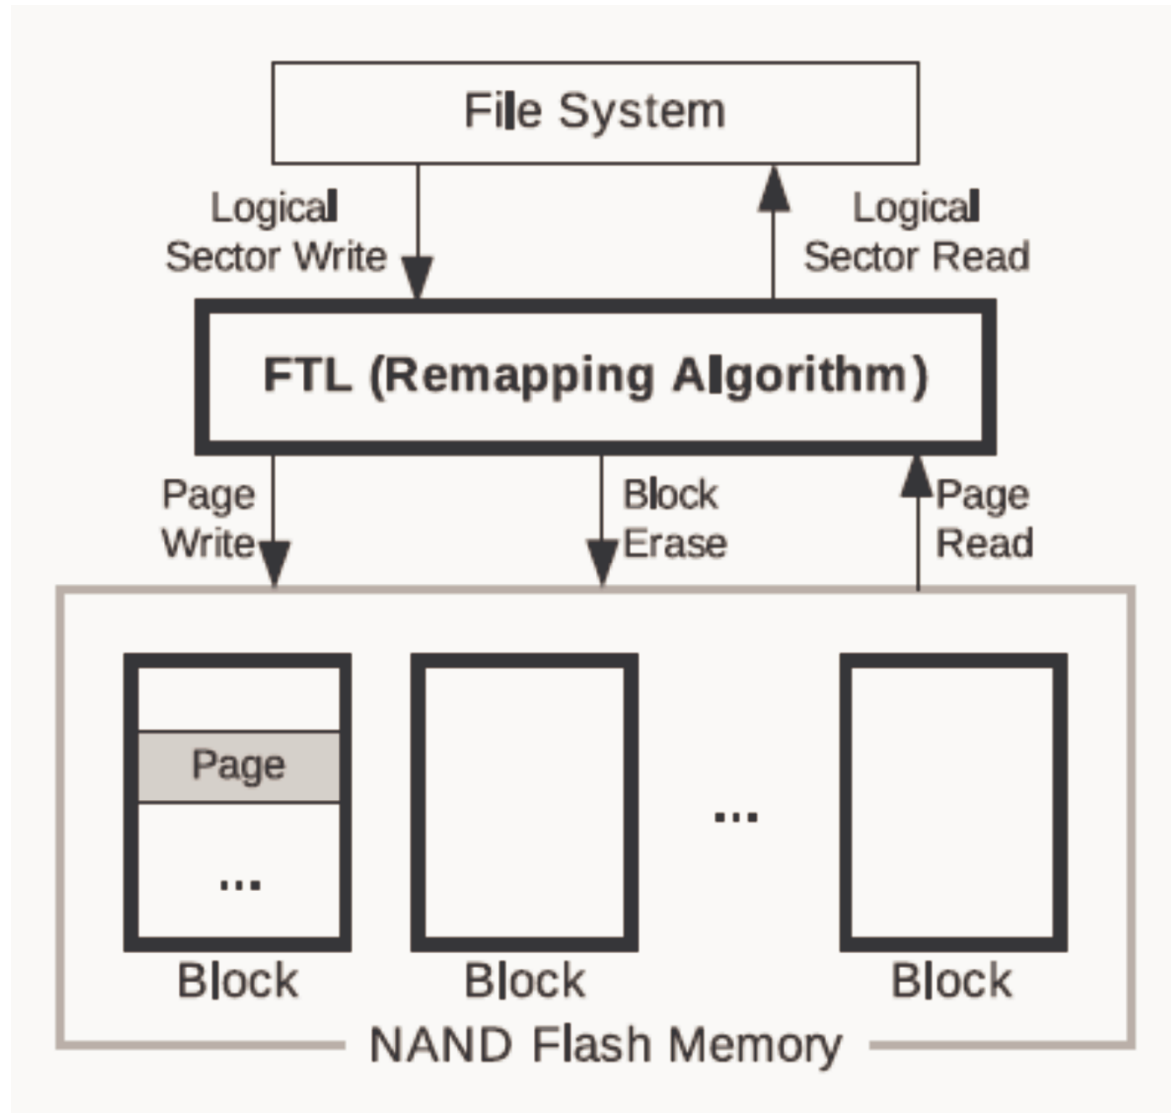 File System
Logical
Sector Write
Logical
Sector Read
FTL (Remapping Algorithm)
Page
Write
Block
Erase
Page
Read
Page
...
...
Block
Block
Block
NAND Flash Memory